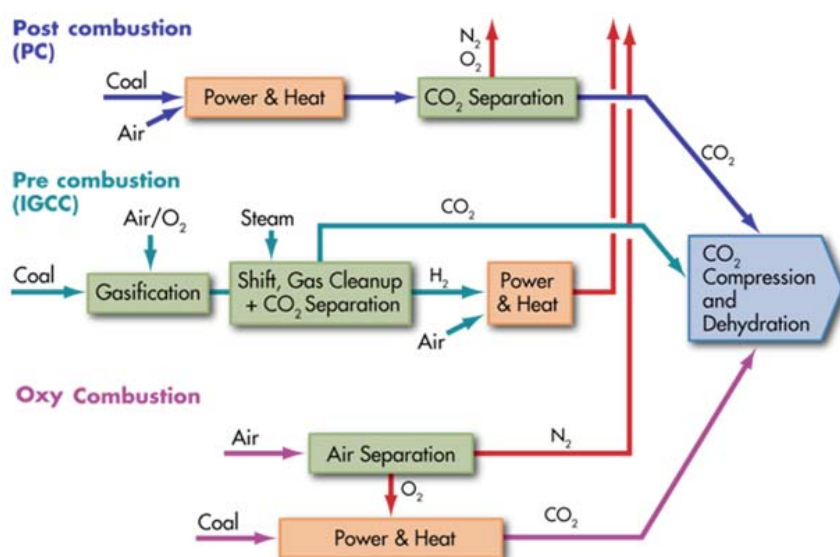 Post combustion
(PC)
N₂
O₂
Coal
Power & Heat
CO₂ Separation
Air
CO₂
Pre combustion
(IGCC)
Air/O₂
Steam
CO₂
Coal
Gasification
Shift, Gas Cleanup
+ CO₂ Separation
H₂
Power
& Heat
Air
CO₂
Compression
and
Dehydration
Oxy Combustion
Air
Air Separation
N₂
O₂
Coal
Power & Heat
CO₂